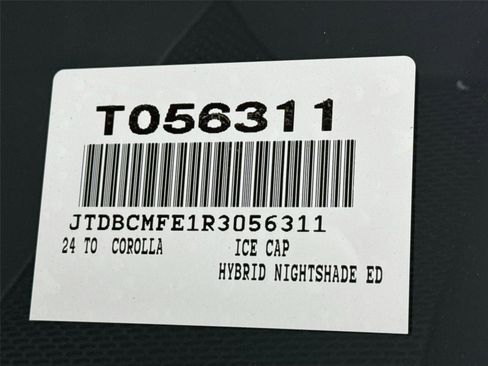 T056311
JTDBCMFE1R3056311
24 TO COROLLA ICE CAP
HYBRID NIGHTSHADE ED